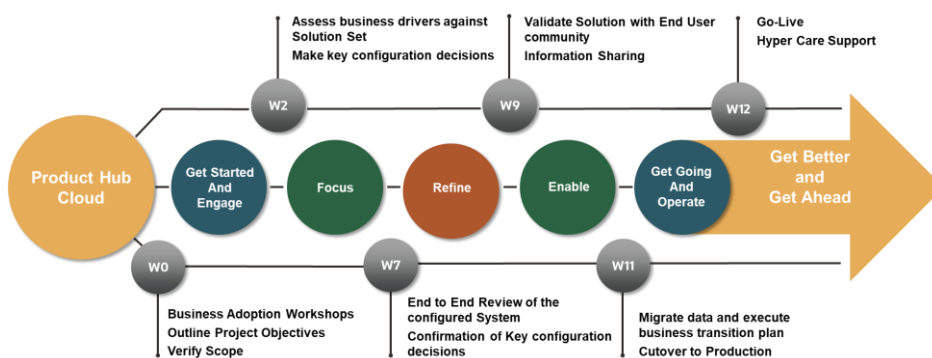 Assess business drivers against
Solution Set
Make key configuration decisions
Validate Solution with End User
community
Information Sharing
Go-Live
Hyper Care Support
W2
W9
W12
Product Hub
Cloud
Get Started
And
Engage
Focus
Refine
Enable
Get Going
And
Operate
Get Better
and
Get Ahead
W0
W7
W11
Business Adoption Workshops
Outline Project Objectives
Verify Scope
End to End Review of the
configured System
Confirmation of Key configuration
decisions
Migrate data and execute
business transition plan
Cutover to Production